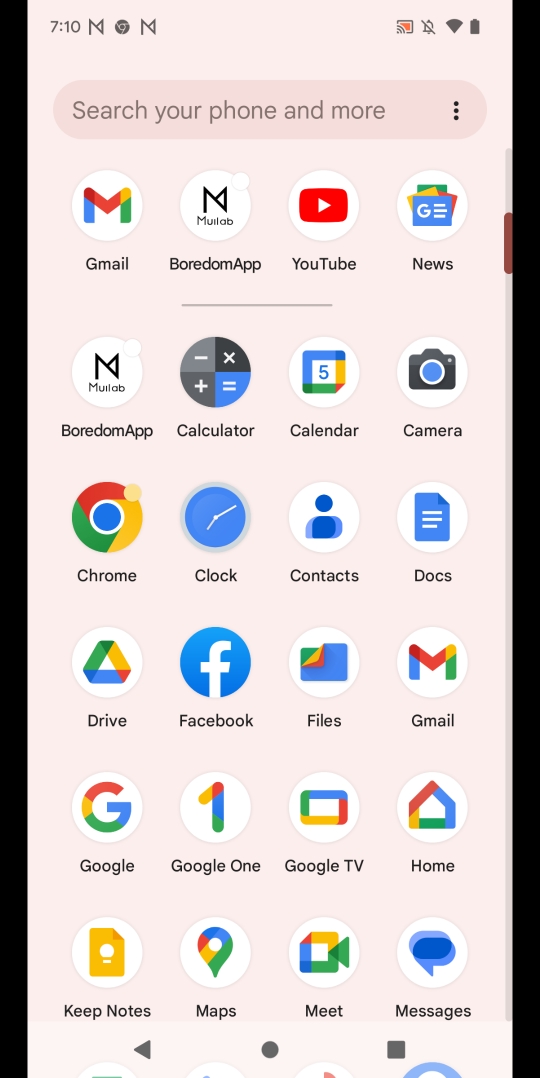 7:10
Search your phone and more
Muilab
Gmail BoredomApp YouTube News
Muilab
5
BoredomApp Calculator Calendar Camera
Chrome Clock Contacts Docs
Drive Facebook Files Gmail
Google Google One Google TV Home
Keep Notes Maps Meet Messages